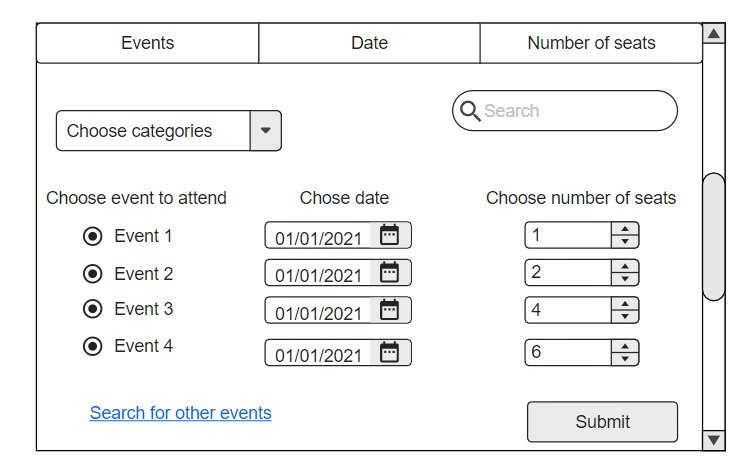 Events Date Number of seats
Search
Choose categories
Choose event to attend Chose date Choose number of seats
Event 1 01/01/2021 1
Event 2 01/01/2021 2
Event 3 01/01/2021 4
Event 4 01/01/2021 6
Search for other events
Submit